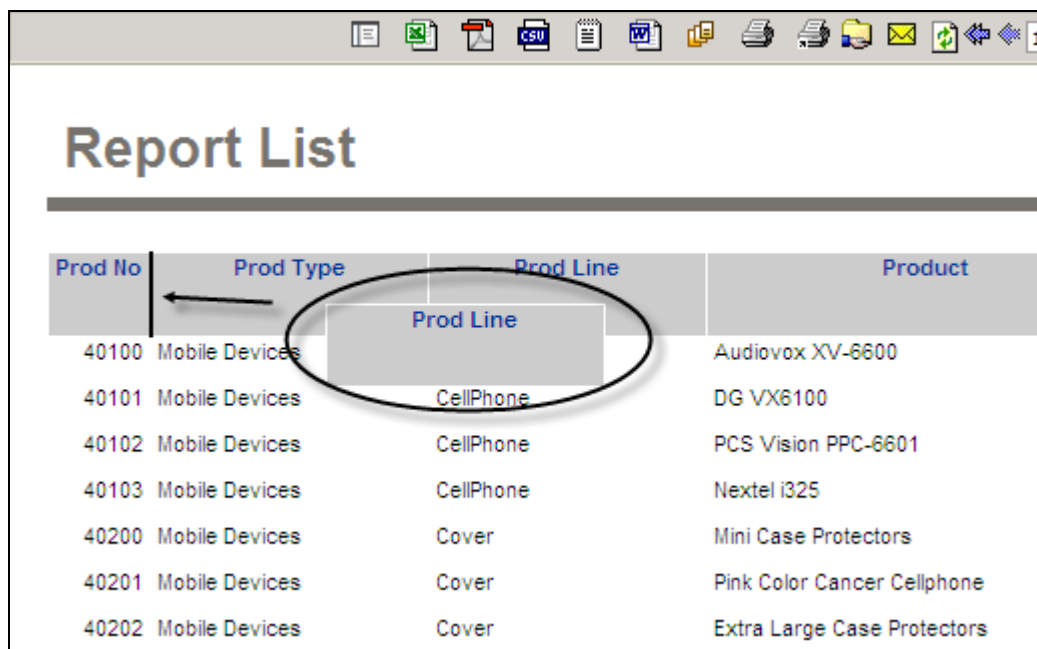 CSV
Report List
Prod No Prod Type Prod Line Product
Prod Line
40100 Mobile Devices Audiovox XV-6600
40101 Mobile Devices CellPhone DG VX6100
40102 Mobile Devices CellPhone PCS Vision PPC-6601
40103 Mobile Devices CellPhone Nextel i325
40200 Mobile Devices Cover Mini Case Protectors
40201 Mobile Devices Cover Pink Color Cancer Cellphone
40202 Mobile Devices Cover Extra Large Case Protectors